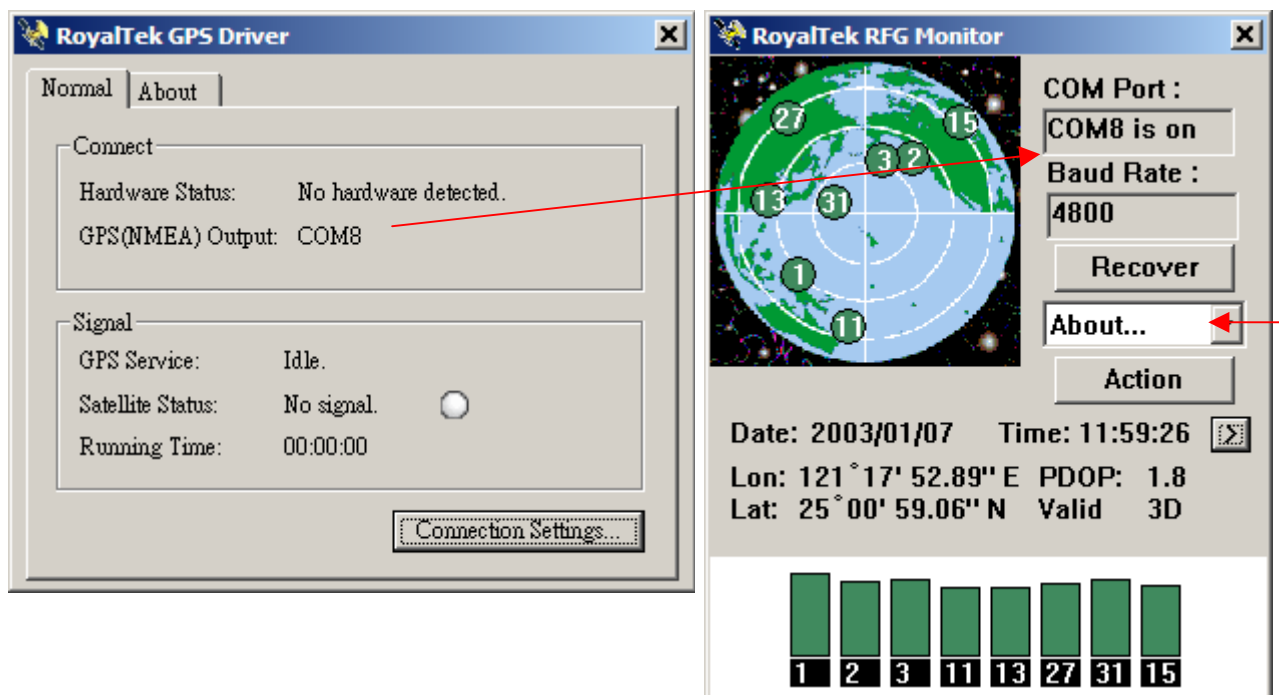 RoyalTek GPS Driver
Normal
About
Connect
Hardware Status: No hardware detected.
GPS(NMEA) Output: COM8
Signal
GPS Service: Idle.
Satellite Status: No signal.
Running Time: 00:00:00
Connection Settings...
RoyalTek RFG Monitor
27
15
3
2
13
31
1
11
COM Port :
COM8 is on
Baud Rate :
4800
Recover
About...
Action
Date: 2003/01/07 Time: 11:59:26
Lon: 121°17' 52.89'' E PDOP: 1.8
Lat: 25°00' 59.06'' N Valid 3D
1 2 3 11 13 27 31 15